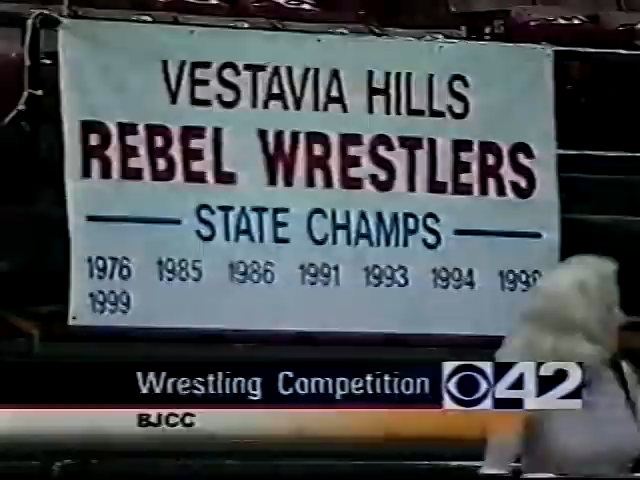 VESTAVIA HILLS
REBEL WRESTLERS
STATE CHAMPS
1976 1985 1986 1991 1993 1994
1999
Wrestling Competition 42
BJCC